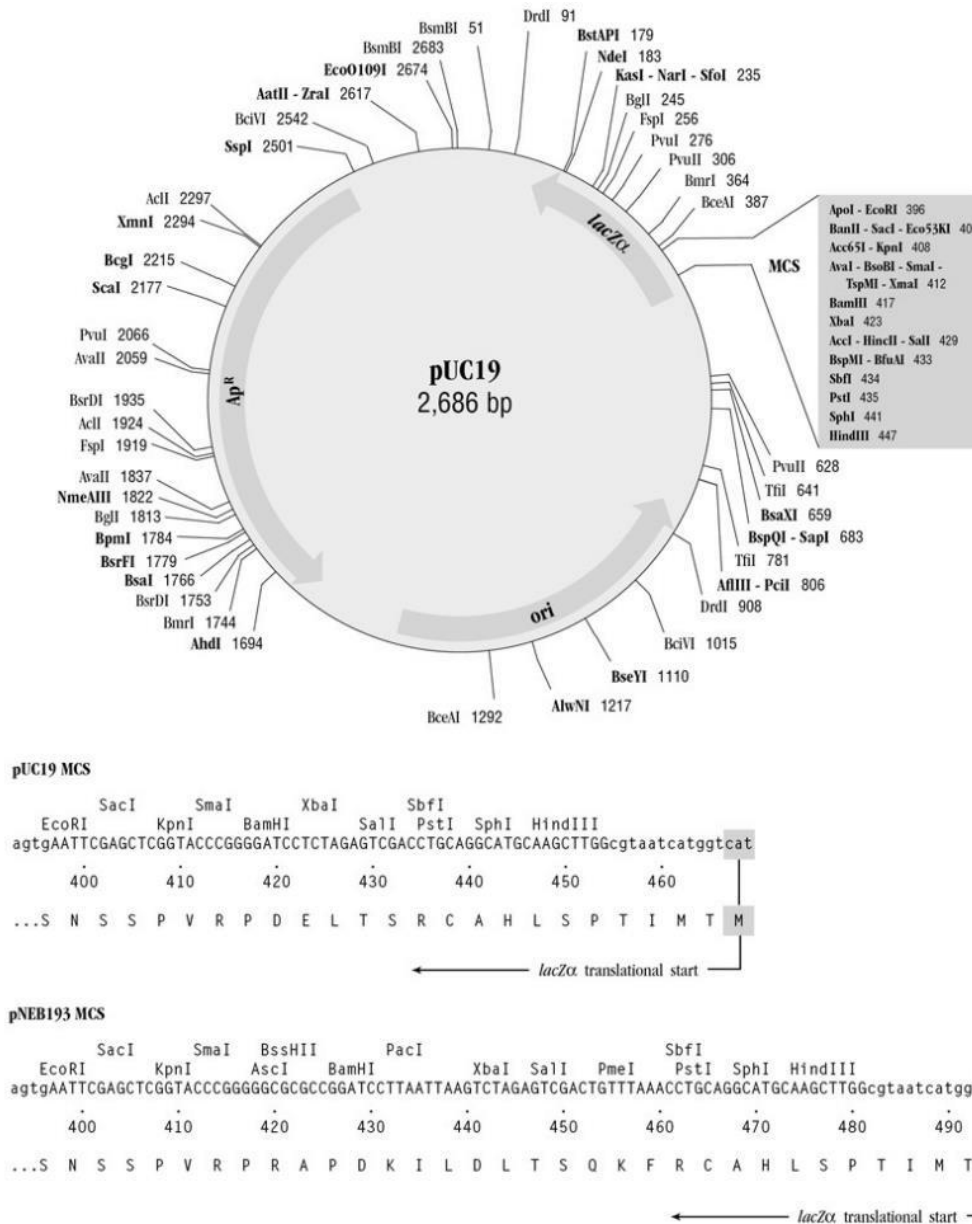 BsmBI 51
BsmBI 2683
EcoO109I 2674
AatII - ZraI 2617
BciVI 2542
SspI 2501
AclI 2297
XmnI 2294
BcgI 2215
ScaI 2177
PvuI 2066
AvaII 2059
BsrDI 1935
AclI 1924
FspI 1919
AvaII 1837
NmeAIII 1822
BglI 1813
BpmI 1784
BsrFI 1779
BsaI 1766
BsrDI 1753
BmrI 1744
AhdI 1694
DrdI 91
BstAPI 179
NdeI 183
KasI - NarI - SfoI 235
BglI 245
FspI 256
PvuI 276
PvuII 306
BmrI 364
BceAI 387
MCS
ApoI - EcoRI 396
BanII - SacI - Eco53KI 40
Acc65I - KpnI 408
AvaI - BsoBI - SmaI -
TspMI - XmaI 412
BamHI 417
XbaI 423
AccI - HincII - SalI 429
BspMI - BfuAI 433
SbfI 434
PstI 435
SphI 441
HindIII 447
PvuII 628
TfiI 641
BsaXI 659
BspQI - SapI 683
TfiI 781
AflIII - PciI 806
DrdI 908
BciVI 1015
BseYI 1110
AlwNI 1217
BceAI 1292
lacZα
ApR
ori
pUC19
2,686 bp
pUC19 MCS
SacI SmaI XbaI SbfI
EcoRI KpnI BamHI SalI PstI SphI HindIII
agtgAATTCGAGCTCGGTACCCGGGGATCCTCTAGAGTCGACCTGCAGGCATGCAAGCTTGGcgtaatcatggtcat
400 410 420 430 440 450 460
...S N S S P V R P D E L T S R C A H L S P T I M T M
lacZα translational start
pNEB193 MCS
SacI SmaI BssHII PacI SbfI
EcoRI KpnI AscI BamHI XbaI SalI PmeI PstI SphI HindIII
agtgAATTCGAGCTCGGTACCCGGGGGCGCGCCGGATCCTTAATTAAGTCTAGAGTCGACTGTTTAAACCTGCAGGCATGCAAGCTTGGcgtaatcatgg
400 410 420 430 440 450 460 470 480 490
...S N S S P V R P R A P D K I L D L T S Q K F R C A H L S P T I M T
lacZα translational start